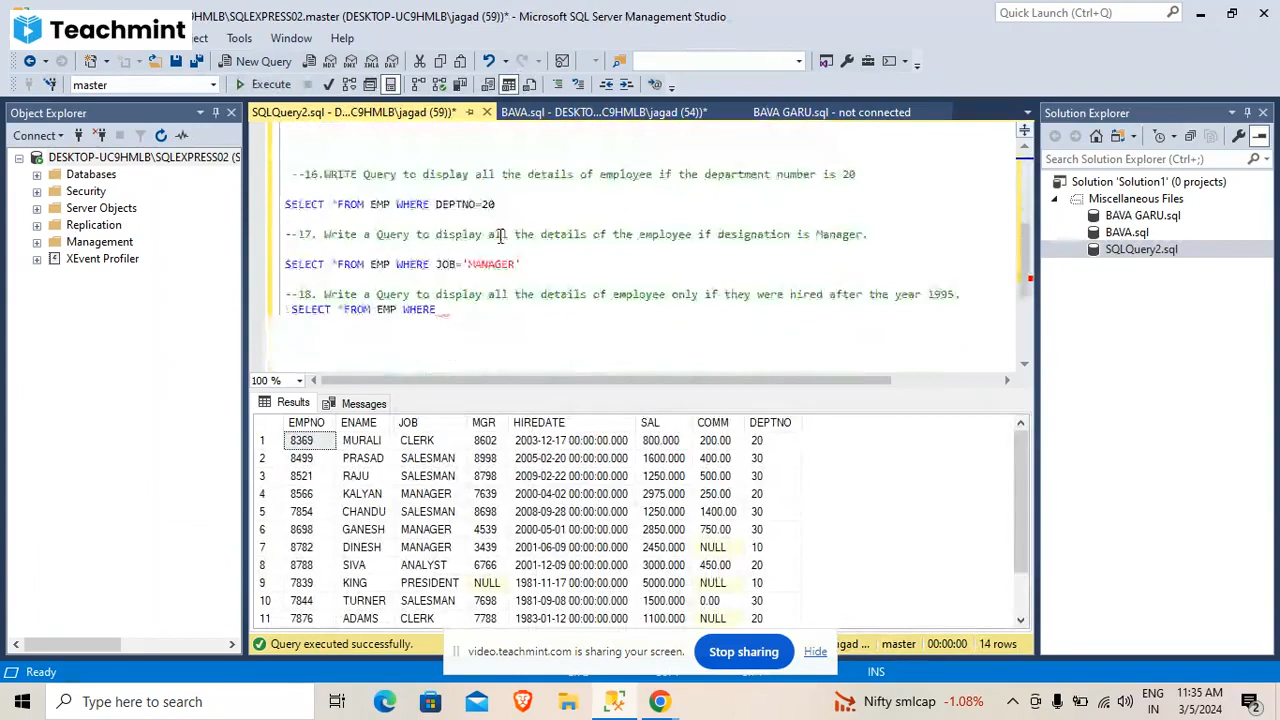 Teachmint
\SQLEXPRESS02.master (DESKTOP-UC9HMLB\jagad (59))* - Microsoft SQL Server Management Studio
Quick Launch (Ctrl+Q)
Tools Window Help
New Query
master Execute
Object Explorer
Connect
DESKTOP-UC9HMLB\SQLEXPRESS02 (S
Databases
Security
Server Objects
Replication
Management
XEvent Profiler
SQLQuery2.sql - D...C9HMLB\jagad (59))* BAVA.sql - DESKTO...C9HMLB\jagad (54))* BAVA GARU.sql - not connected
--16.WRITE Query to display all the details of employee if the department number is 20
SELECT *FROM EMP WHERE DEPTNO=20
--17. Write a Query to display all the details of the employee if designation is Manager.
SELECT *FROM EMP WHERE JOB='MANAGER'
--18. Write a Query to display all the details of employee only if they were hired after the year 1995.
SELECT *FROM EMP WHERE
100 %
Results Messages
EMPNO ENAME JOB MGR HIREDATE SAL COMM DEPTNO
1 8369 MURALI CLERK 8602 2003-12-17 00:00:00.000 800.000 200.00 20
2 8499 PRASAD SALESMAN 8998 2005-02-20 00:00:00.000 1600.000 400.00 30
3 8521 RAJU SALESMAN 8798 2009-02-22 00:00:00.000 1250.000 500.00 30
4 8566 KALYAN MANAGER 7639 2000-04-02 00:00:00.000 2975.000 250.00 20
5 7854 CHANDU SALESMAN 8698 2008-09-28 00:00:00.000 1250.000 1400.00 30
6 8698 GANESH MANAGER 4539 2000-05-01 00:00:00.000 2850.000 750.00 30
7 8782 DINESH MANAGER 3439 2001-06-09 00:00:00.000 2450.000 NULL 10
8 8788 SIVA ANALYST 6766 2001-12-09 00:00:00.000 3000.000 450.00 20
9 7839 KING PRESIDENT NULL 1981-11-17 00:00:00.000 5000.000 NULL 10
10 7844 TURNER SALESMAN 7698 1981-09-08 00:00:00.000 1500.000 0.00 30
11 7876 ADAMS CLERK 7788 1983-01-12 00:00:00.000 1100.000 NULL 20
Query executed successfully.
jagad ... master 00:00:00 14 rows
Solution Explorer
Search Solution Explorer (Ctrl+;)
Solution 'Solution1' (0 projects)
Miscellaneous Files
BAVA GARU.sql
BAVA.sql
SQLQuery2.sql
video.teachmint.com is sharing your screen. Stop sharing Hide
Ready
INS
Type here to search
Nifty smlcap -1.08%
ENG
IN
11:35 AM
3/5/2024
2